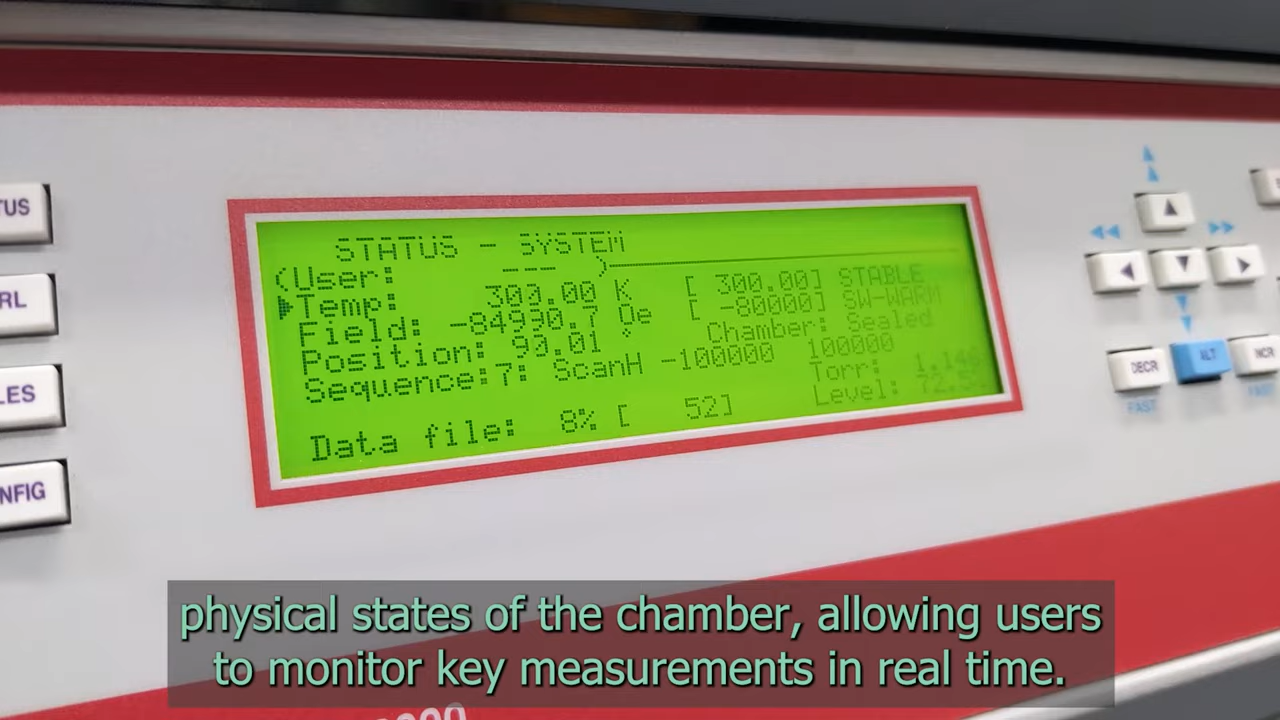 STATUS - SYSTEM
(User: --- )
Temp: 300.00 K [ 300.00] STABLE
Field: -84990.7 Oe [ -80000] SW-WARM
Position: 90.01 ° Chamber: Sealed
Sequence:7: ScanH -100000 100000
Torr:
Data file: 8% [ 52] Level:
TUS
RL
LES
NFIG
DECR
ALT
NCR
FAST
FAST
physical states of the chamber, allowing users
to monitor key measurements in real time.